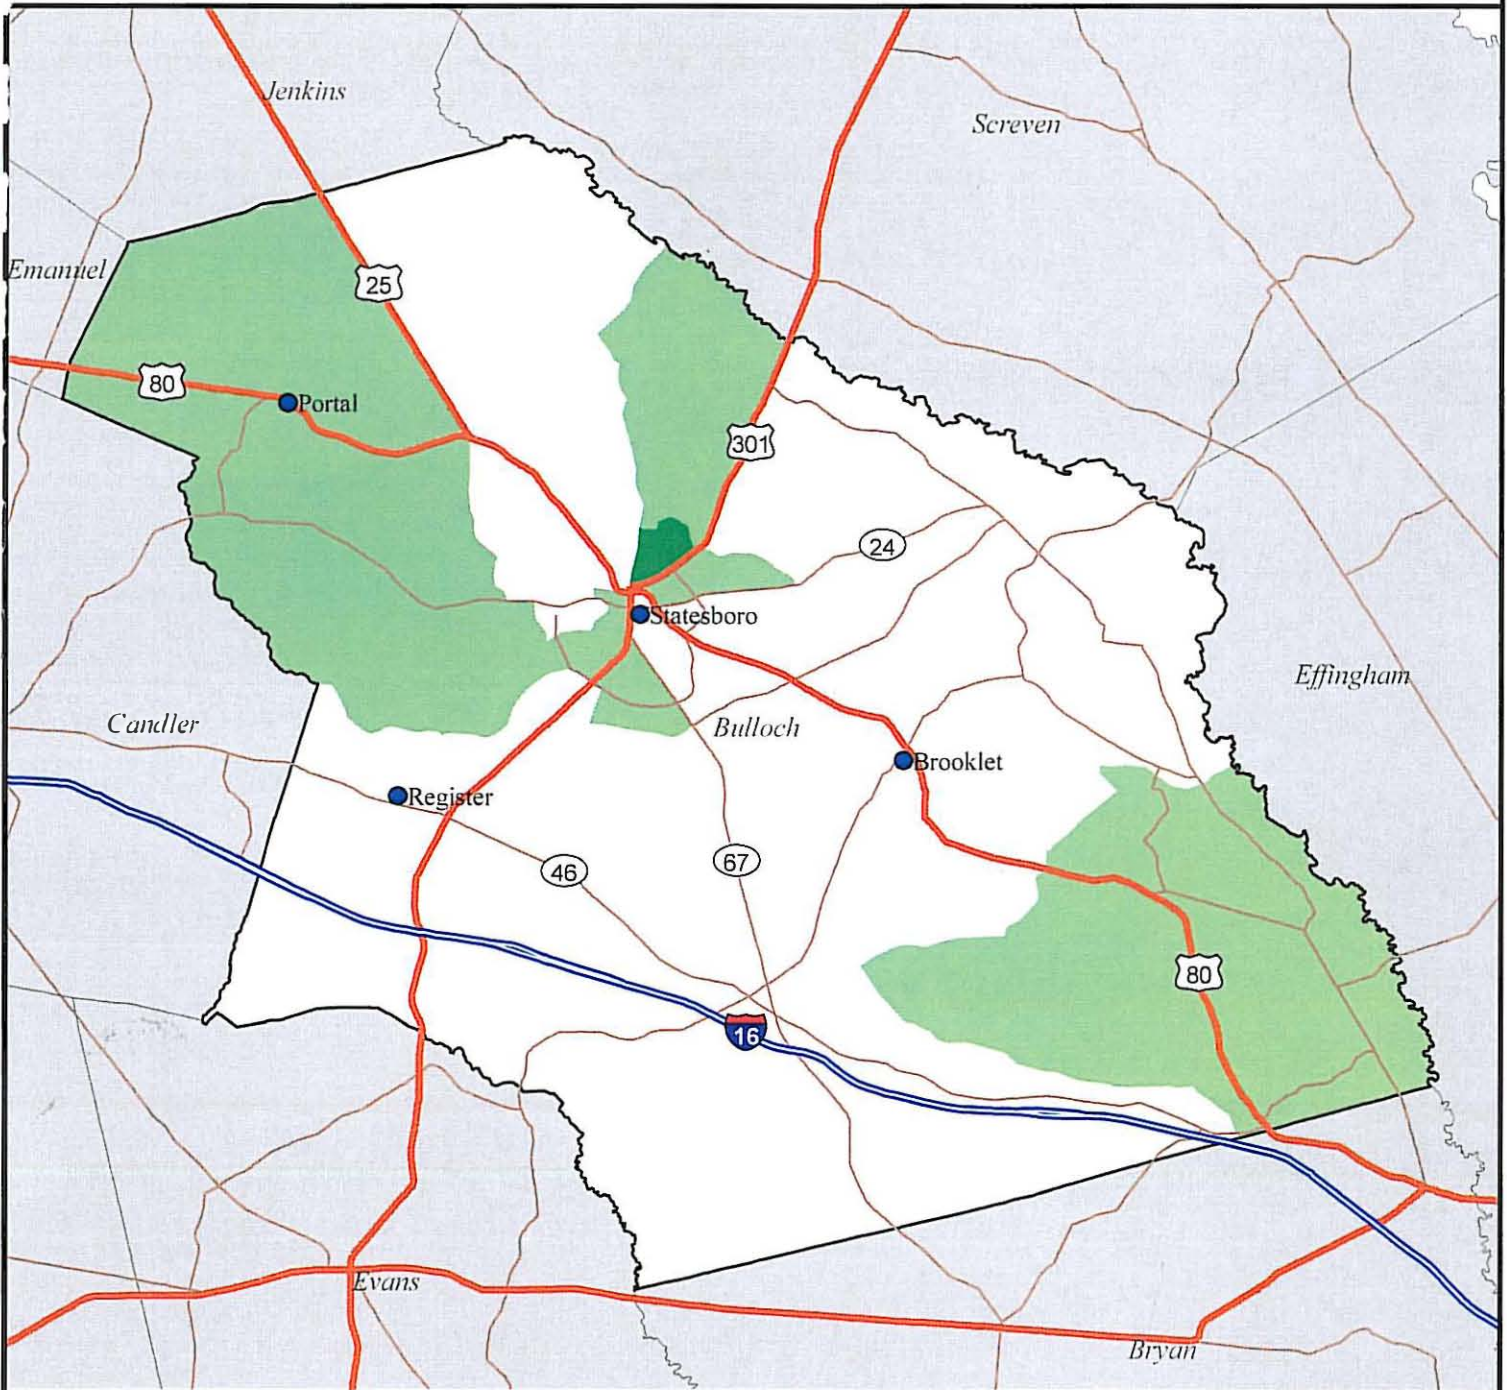 Jenkins
Screven
Emanuel
25
80
Portal
301
24
Statesboro
Effingham
Candler
Bulloch
Brooklet
Register
46
67
80
16
Evans
Bryan